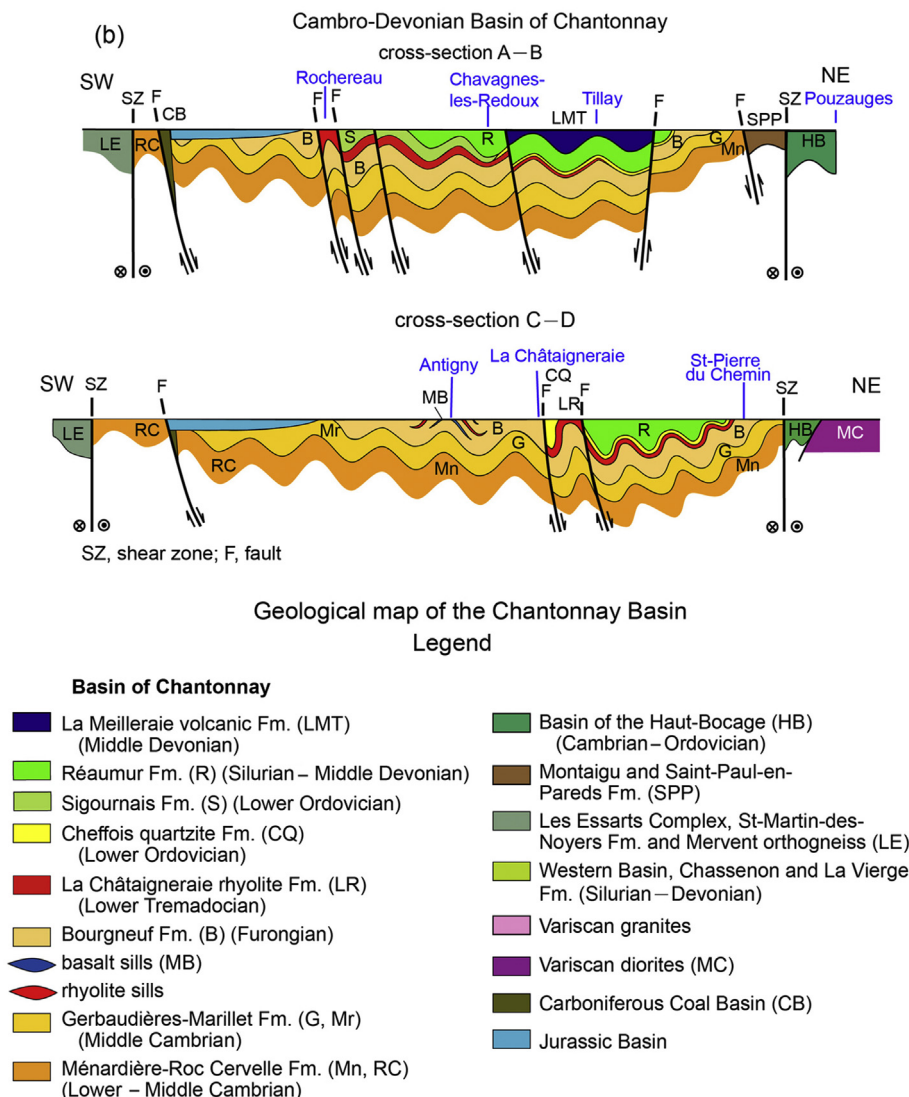 (b)
Cambro-Devonian Basin of Chantonnay
cross-section A–B
SW
NE
Rochereau
Chavagnes-
les-Redoux
Tillay
Pouzauges
SZ F
CB
F F
LMT
F
F
SPP
SZ
LE
RC
B
S
B
R
B
G
Mn
HB
cross-section C–D
SW
NE
SZ
F
Antigny
MB
La Châtaigneraie
CQ
F
LR
F
St-Pierre
du Chemin
SZ
LE
RC
RC
Mr
Mn
B
G
R
B
G
Mn
HB
MC
SZ, shear zone; F, fault
Geological map of the Chantonnay Basin
Legend
Basin of Chantonnay
La Meilleraie volcanic Fm. (LMT)
(Middle Devonian)
Réaumur Fm. (R) (Silurian – Middle Devonian)
Sigournais Fm. (S) (Lower Ordovician)
Cheffois quartzite Fm. (CQ)
(Lower Ordovician)
La Châtaigneraie rhyolite Fm. (LR)
(Lower Tremadocian)
Bourgneuf Fm. (B) (Furongian)
basalt sills (MB)
rhyolite sills
Gerbaudières-Marillet Fm. (G, Mr)
(Middle Cambrian)
Ménardière-Roc Cervelle Fm. (Mn, RC)
(Lower – Middle Cambrian)
Basin of the Haut-Bocage (HB)
(Cambrian – Ordovician)
Montaigu and Saint-Paul-en-
Pareds Fm. (SPP)
Les Essarts Complex, St-Martin-des-
Noyers Fm. and Mervent orthogneiss (LE)
Western Basin, Chassenon and La Vierge
Fm. (Silurian – Devonian)
Variscan granites
Variscan diorites (MC)
Carboniferous Coal Basin (CB)
Jurassic Basin